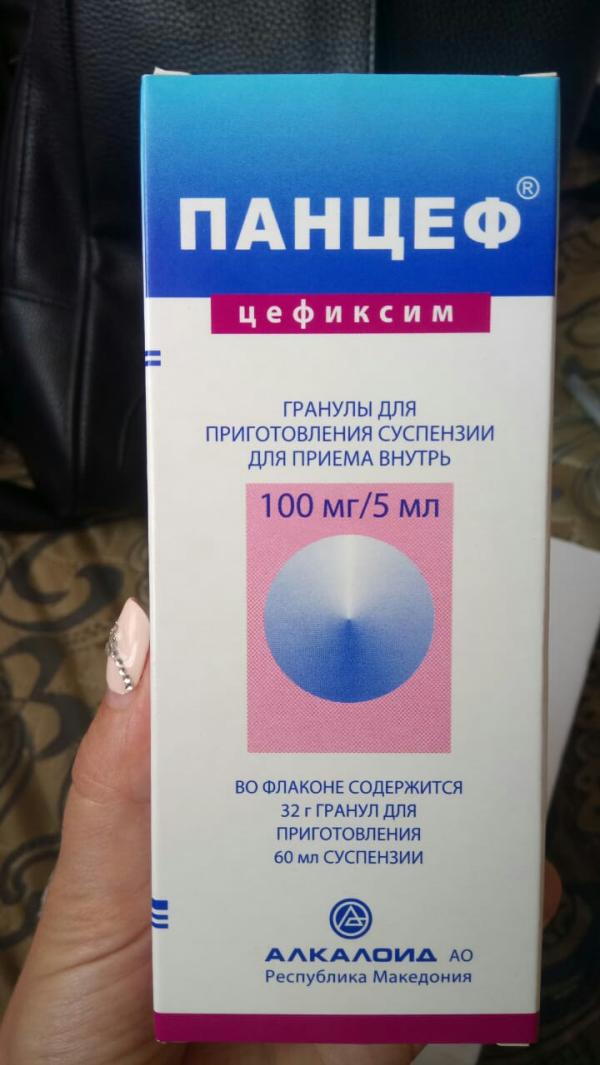 ПАНЦЕФ®
цефиксим
ГРАНУЛЫ ДЛЯ
ПРИГОТОВЛЕНИЯ СУСПЕНЗИИ
ДЛЯ ПРИЕМА ВНУТРЬ
100 мг/5 мл
ВО ФЛАКОНЕ СОДЕРЖИТСЯ
32 г ГРАНУЛ ДЛЯ
ПРИГОТОВЛЕНИЯ
60 мл СУСПЕНЗИИ
АЛКАЛОИД АО
Республика Македония